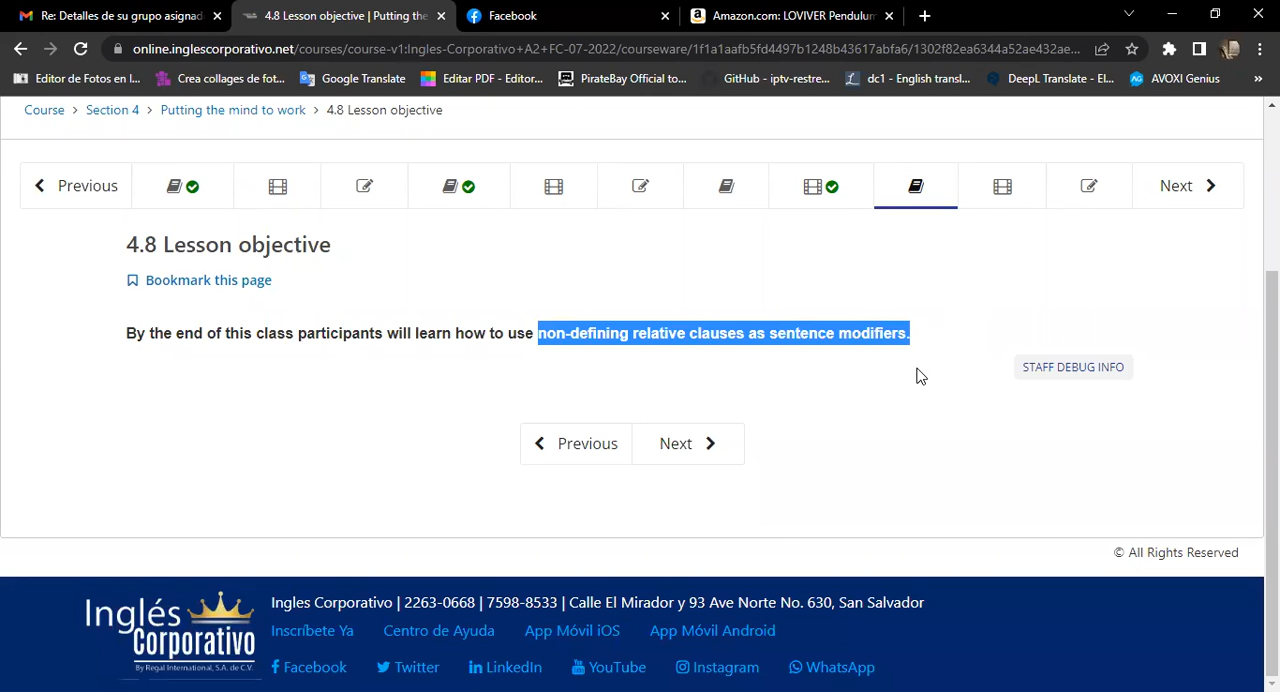 Re: Detalles de su grupo asignad
4.8 Lesson objective | Putting the
Facebook
Amazon.com: LOVIVER Pendulum
online.inglescorporativo.net/courses/course-v1:Ingles-Corporativo+A2+FC-07-2022/courseware/1f1a1aafb5fd4497b1248b43617abfa6/1302f82ea6344a52ae432ae...
Editor de Fotos en l...
Crea collages de fot...
Google Translate
Editar PDF - Editor...
PirateBay Official to...
GitHub - iptv-restre...
dc1 - English transl...
DeepL Translate - El...
AVOXI Genius
»
Course > Section 4 > Putting the mind to work > 4.8 Lesson objective
Previous
Next
4.8 Lesson objective
Bookmark this page
By the end of this class participants will learn how to use non-defining relative clauses as sentence modifiers.
STAFF DEBUG INFO
Previous
Next
© All Rights Reserved
Inglés
Corporativo
By Regal International, S.A. de C.V.
Ingles Corporativo | 2263-0668 | 7598-8533 | Calle El Mirador y 93 Ave Norte No. 630, San Salvador
Inscríbete Ya
Centro de Ayuda
App Móvil iOS
App Móvil Android
Facebook
Twitter
LinkedIn
YouTube
Instagram
WhatsApp